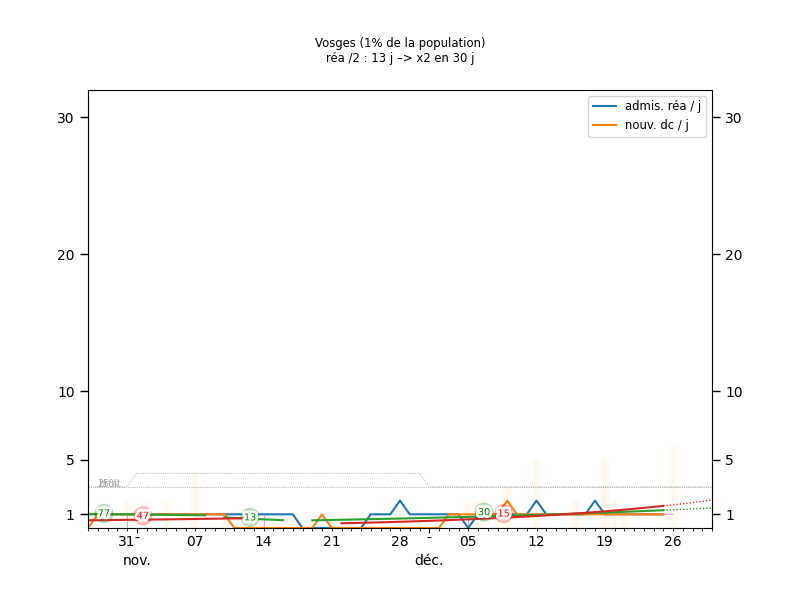 Vosges (1% de la population)
réa /2 : 13 j –> x2 en 30 j
admis. réa / j
nouv. dc / j
30 30
20 20
10 10
5 5
1 1
77 47 13 30 15
31 07 14 21 28 05 12 19 26
nov. déc.